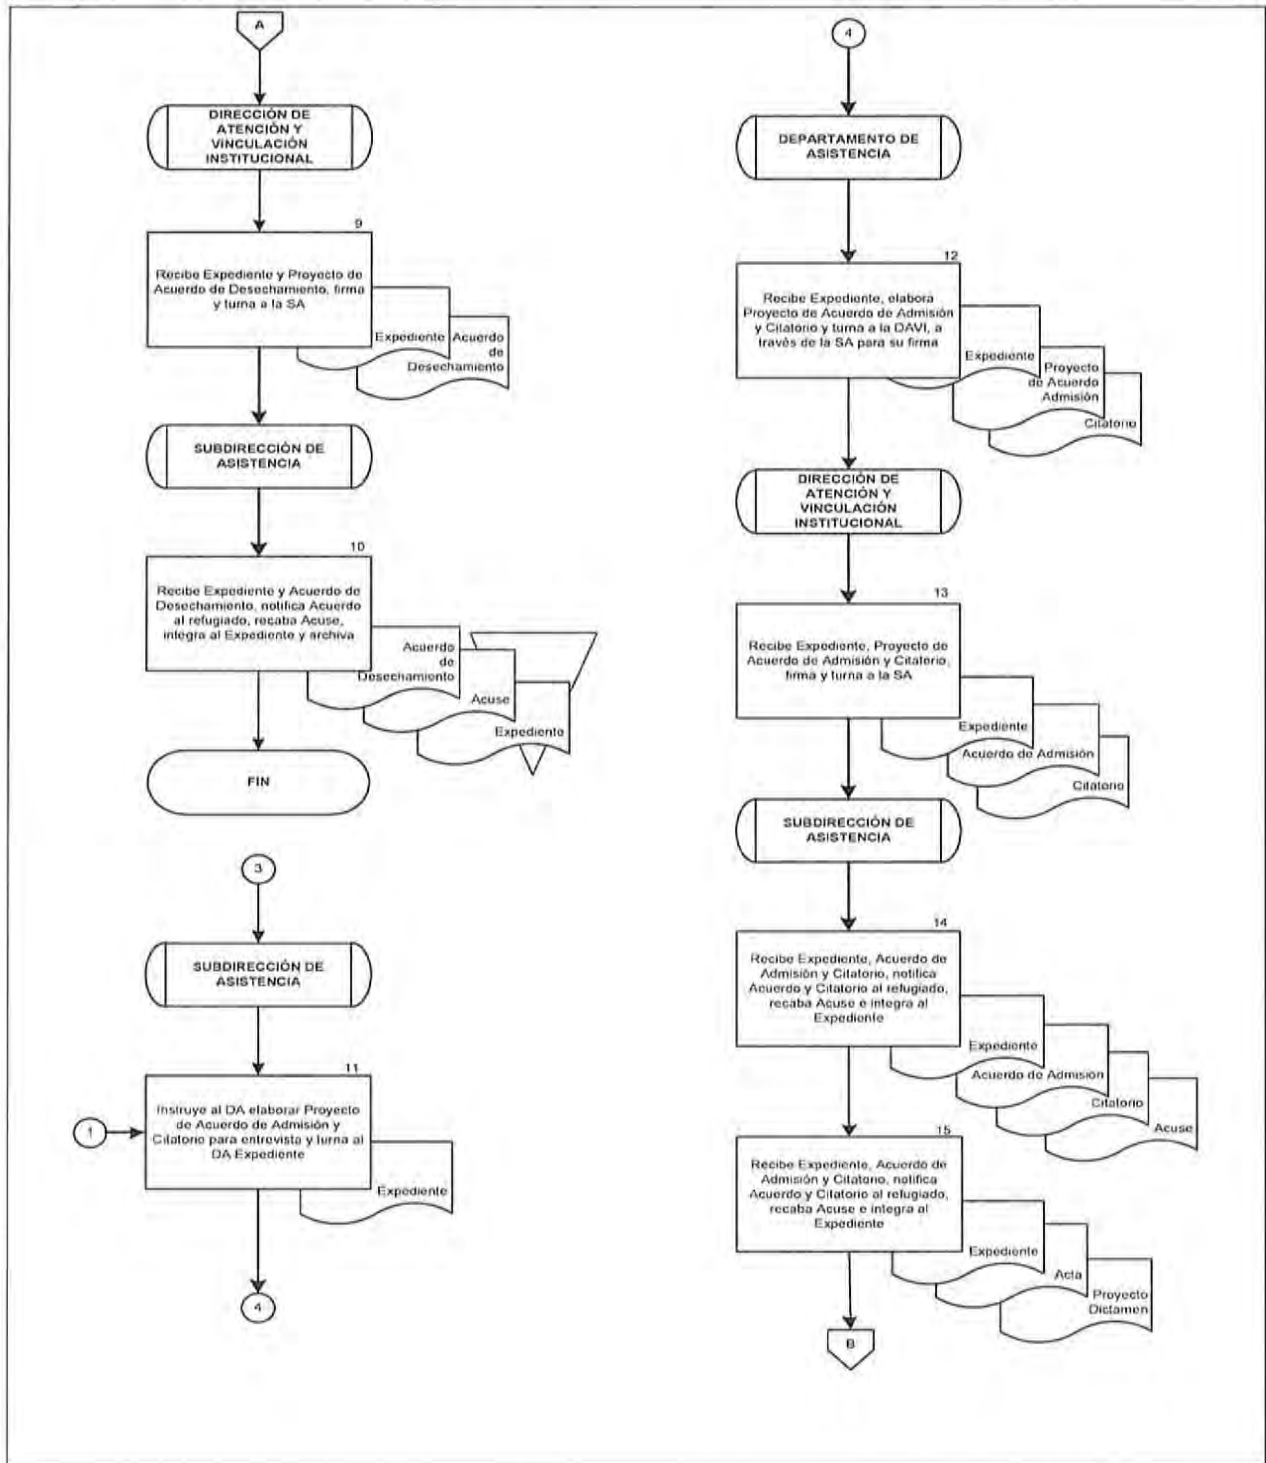 A
DIRECCIÓN DE
ATENCIÓN Y
VINCULACIÓN
INSTITUCIONAL
9
Recibe Expediente y Proyecto de
Acuerdo de Desechamiento, firma
y turna a la SA
Expediente
Acuerdo
de
Desechamiento
SUBDIRECCIÓN DE
ASISTENCIA
10
Recibe Expediente y Acuerdo de
Desechamiento, notifica Acuerdo
al refugiado, recaba Acuse,
integra al Expediente y archiva
Acuerdo
de
Desechamiento
Acuse
Expediente
FIN
3
SUBDIRECCIÓN DE
ASISTENCIA
11
1
Instruye al DA elaborar Proyecto
de Acuerdo de Admisión y
Citatorio para entrevista y turna al
DA Expediente
Expediente
4
4
DEPARTAMENTO DE
ASISTENCIA
12
Recibe Expediente, elabora
Proyecto de Acuerdo de Admisión
y Citatorio y turna a la DAVI, a
través de la SA para su firma
Expediente
Proyecto
de Acuerdo
Admisión
Citatorio
DIRECCIÓN DE
ATENCIÓN Y
VINCULACIÓN
INSTITUCIONAL
13
Recibe Expediente, Proyecto de
Acuerdo de Admisión y Citatorio,
firma y turna a la SA
Expediente
Acuerdo de Admisión
Citatorio
SUBDIRECCIÓN DE
ASISTENCIA
14
Recibe Expediente, Acuerdo de
Admisión y Citatorio, notifica
Acuerdo y Citatorio al refugiado,
recaba Acuse e integra al
Expediente
Expediente
Acuerdo de Admisión
Citatorio
Acuse
15
Recibe Expediente, Acuerdo de
Admisión y Citatorio, notifica
Acuerdo y Citatorio al refugiado,
recaba Acuse e integra al
Expediente
Expediente
Acta
Proyecto
Dictamen
B